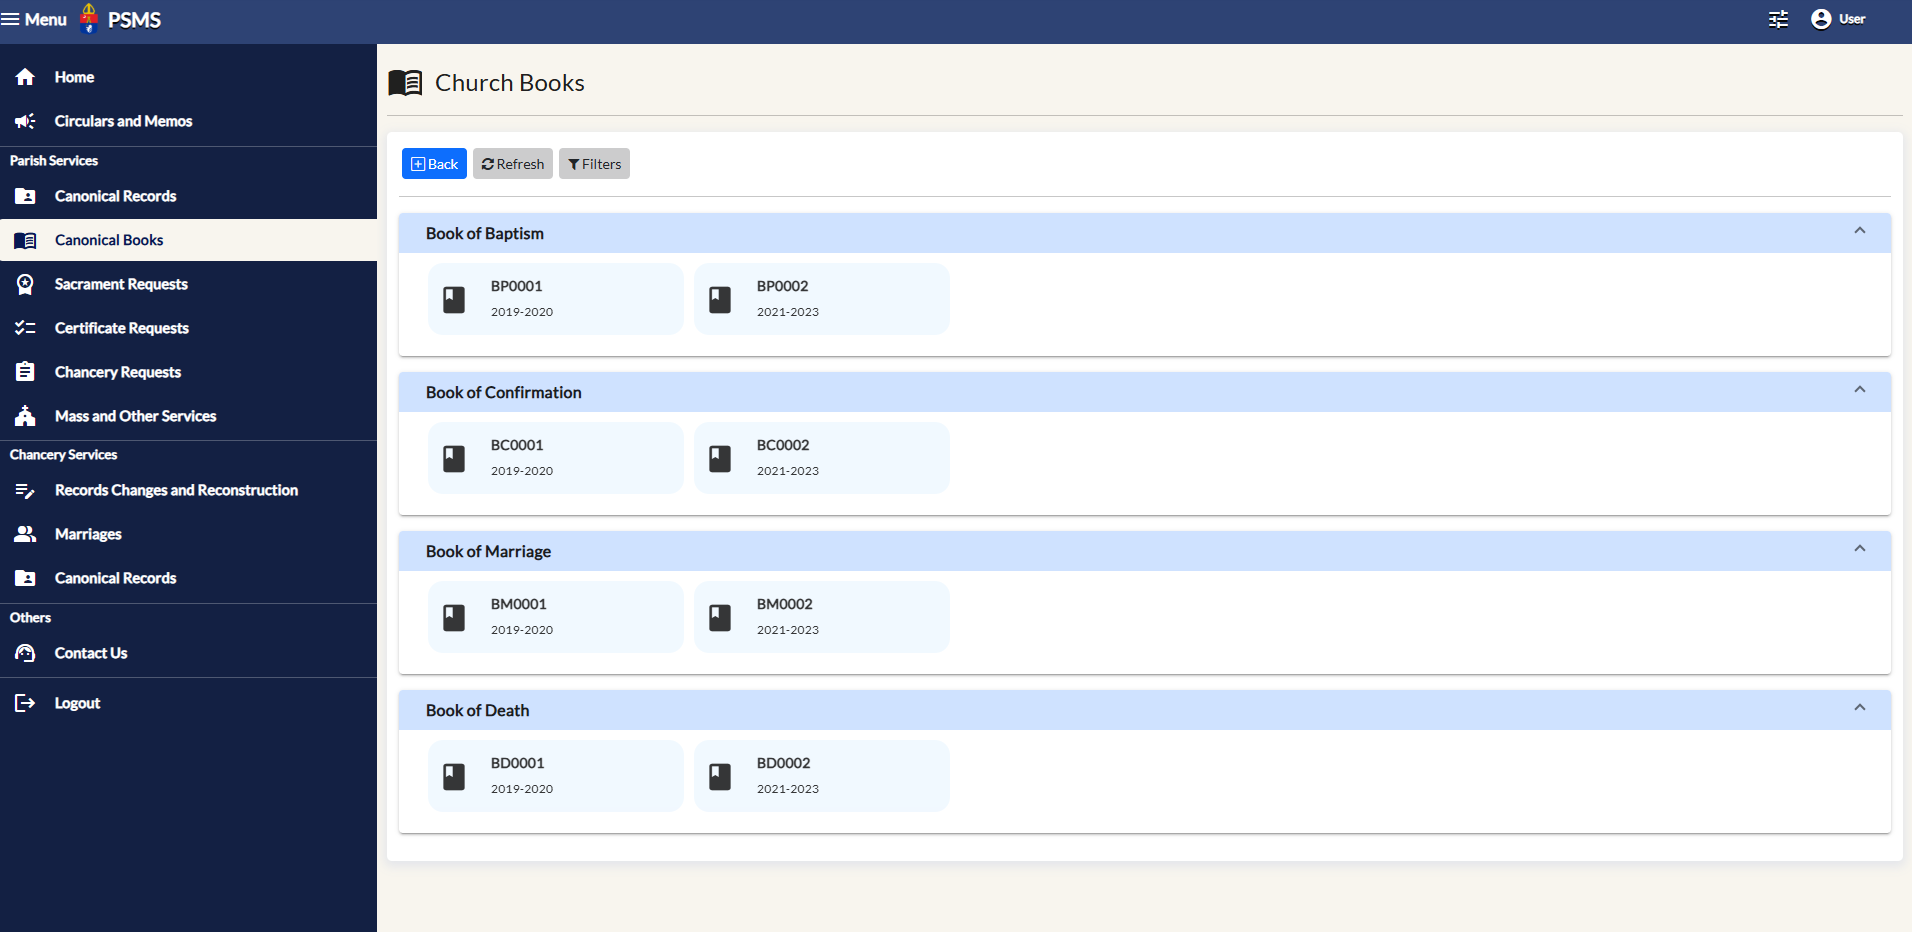 Menu PSMS
User
Home
Circulars and Memos
Parish Services
Canonical Records
Canonical Books
Sacrament Requests
Certificate Requests
Chancery Requests
Mass and Other Services
Chancery Services
Records Changes and Reconstruction
Marriages
Canonical Records
Others
Contact Us
Logout
Church Books
Back Refresh Filters
Book of Baptism
BP0001
2019-2020
BP0002
2021-2023
Book of Confirmation
BC0001
2019-2020
BC0002
2021-2023
Book of Marriage
BM0001
2019-2020
BM0002
2021-2023
Book of Death
BD0001
2019-2020
BD0002
2021-2023